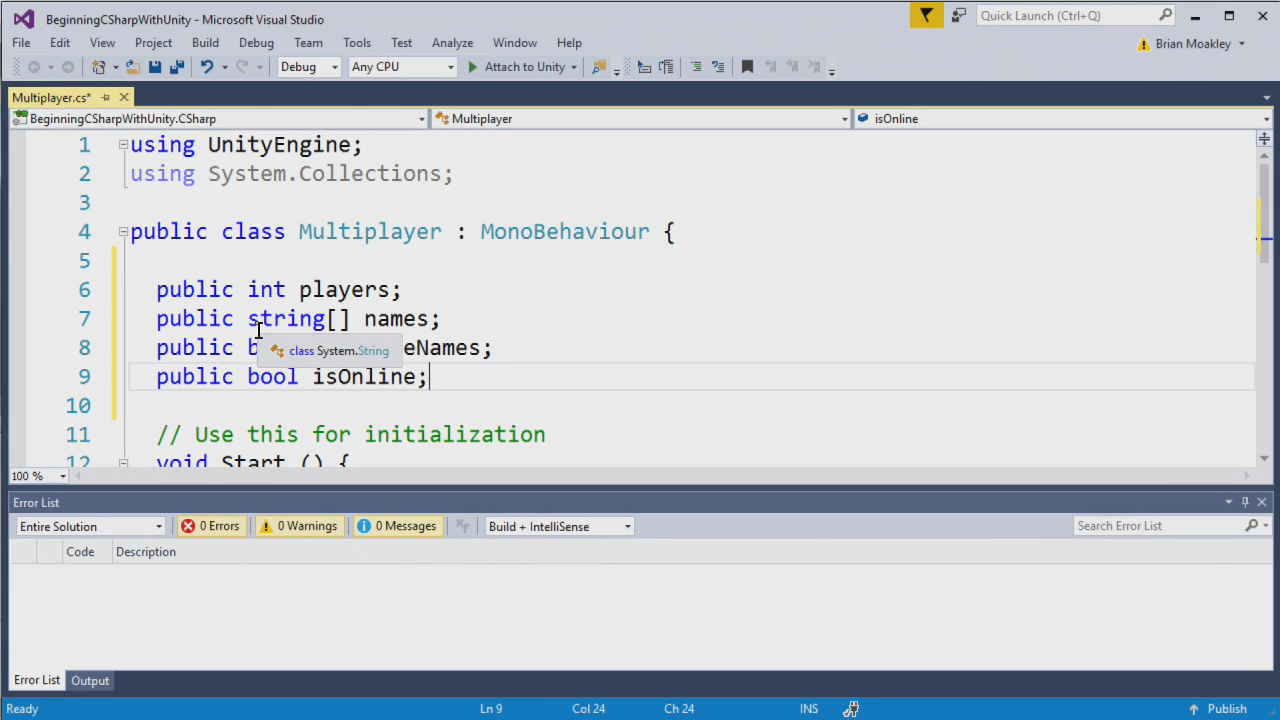 BeginningCSharpWithUnity - Microsoft Visual Studio
Quick Launch (Ctrl+Q)
File Edit View Project Build Debug Team Tools Test Analyze Window Help
Brian Moakley
Debug Any CPU Attach to Unity
Multiplayer.cs*
BeginningCSharpWithUnity.CSharp Multiplayer isOnline
1 using UnityEngine;
2 using System.Collections;
3
4 public class Multiplayer : MonoBehaviour {
5
6 public int players;
7 public string[] names;
8 public b eNames;
class System.String
9 public bool isOnline;
10
11 // Use this for initialization
12 void Start () {
100 %
Error List
Entire Solution 0 Errors 0 Warnings 0 Messages Build + IntelliSense Search Error List
Code Description
Error List Output
Ready Ln 9 Col 24 Ch 24 INS Publish